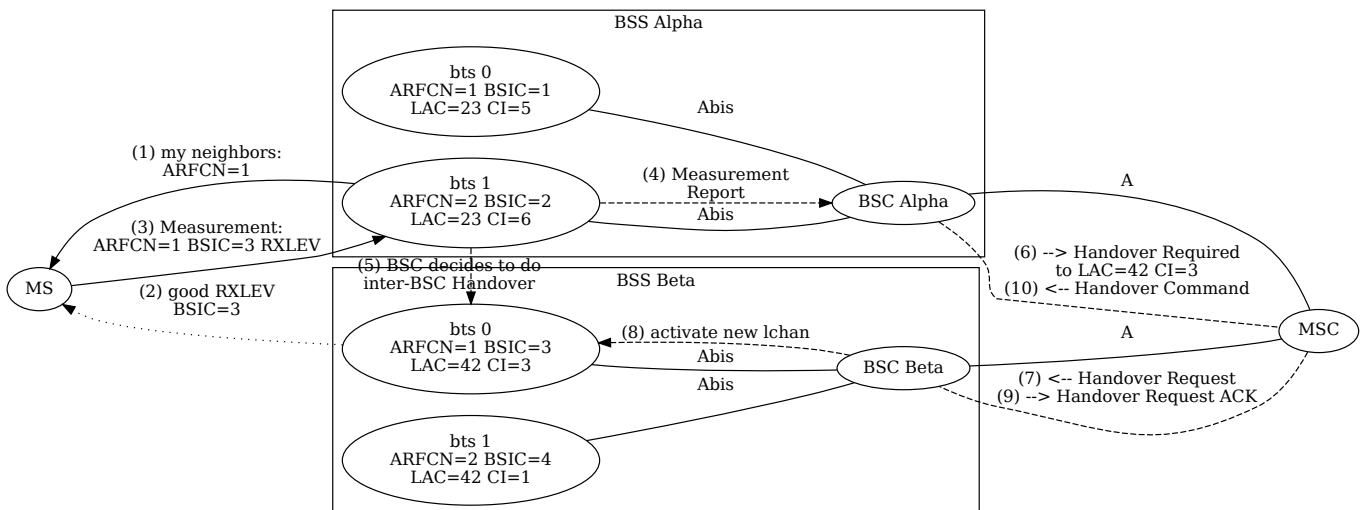 BSS Alpha
bts 0
ARFCN=1 BSIC=1
LAC=23 CI=5
Abis
(1) my neighbors:
ARFCN=1
bts 1
ARFCN=2 BSIC=2
LAC=23 CI=6
(4) Measurement
Report
Abis
BSC Alpha
A
(3) Measurement:
ARFCN=1 BSIC=3 RXLEV
MS
(2) good RXLEV
BSIC=3
(5) BSC decides to do
inter-BSC Handover
BSS Beta
(6) --> Handover Required
to LAC=42 CI=3
(10) <-- Handover Command
MSC
bts 0
ARFCN=1 BSIC=3
LAC=42 CI=3
(8) activate new lchan
Abis
Abis
BSC Beta
A
(7) <-- Handover Request
(9) --> Handover Request ACK
bts 1
ARFCN=2 BSIC=4
LAC=42 CI=1